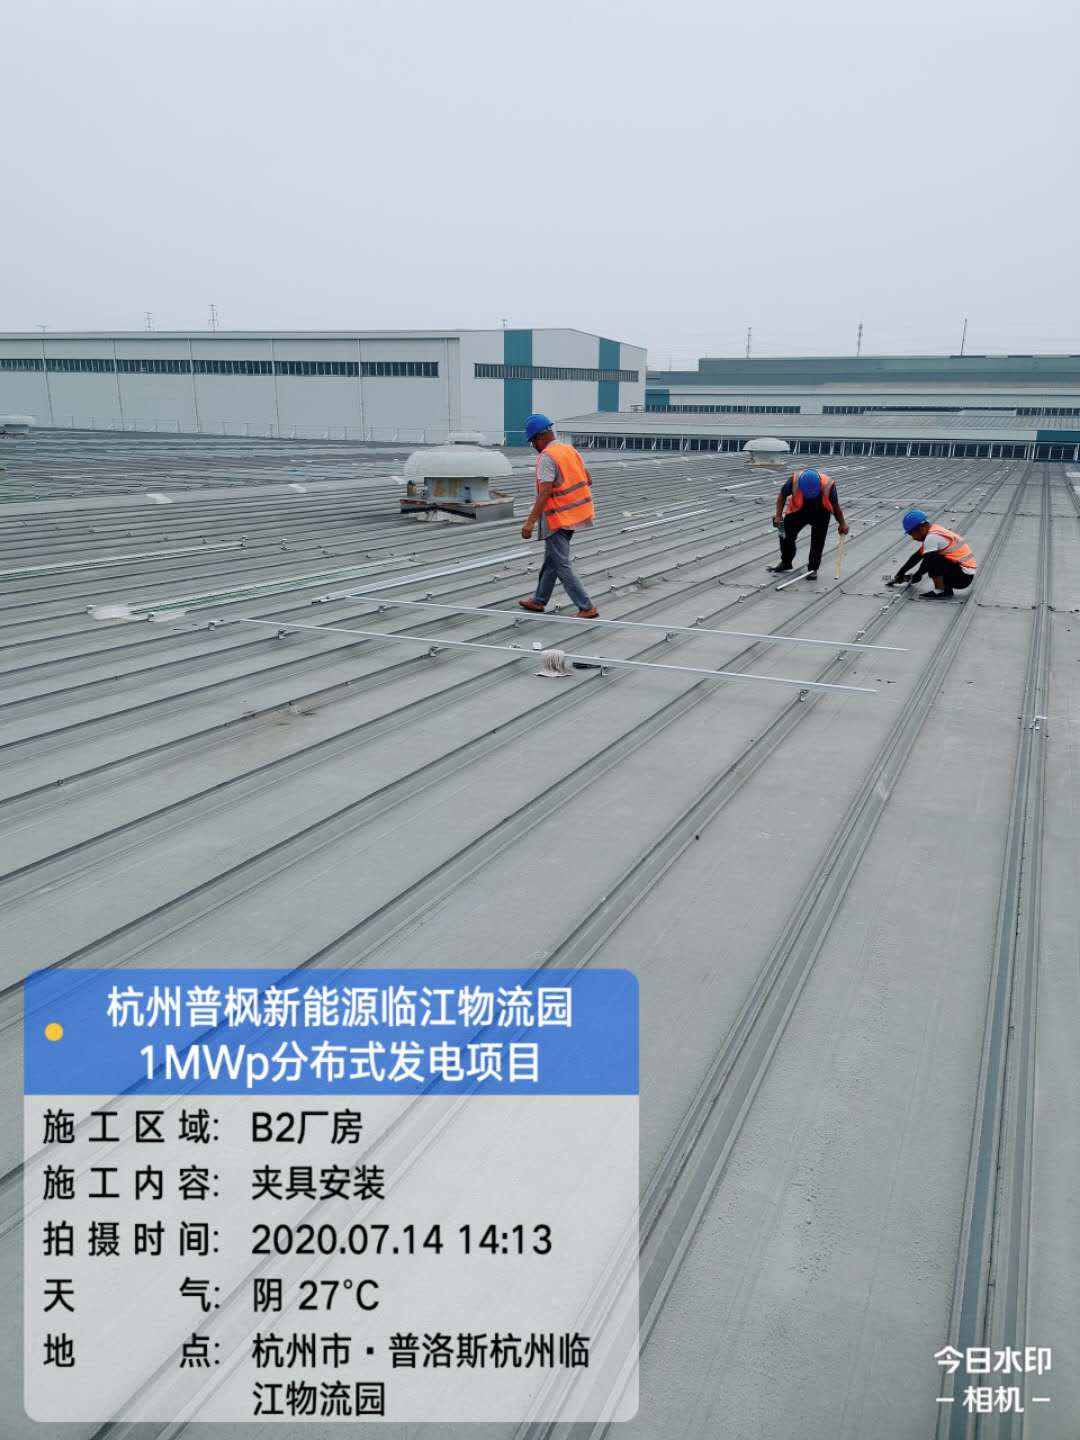 杭州普枫新能源临江物流园
1MWp分布式发电项目
施工区域: B2厂房
施工内容: 夹具安装
拍摄时间: 2020.07.14 14:13
天气: 阴 27°C
地点: 杭州市·普洛斯杭州临
江物流园
今日水印
-相机-